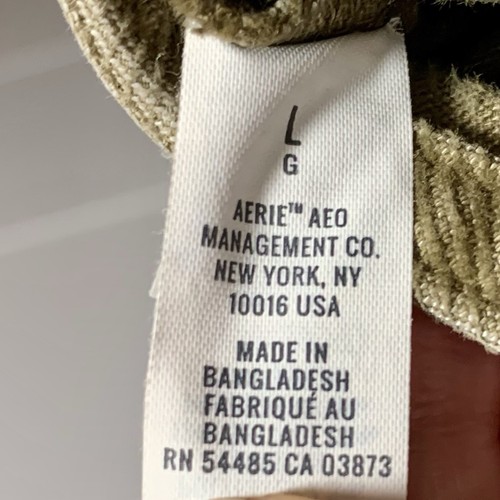 L
G
AERIE™ AEO
MANAGEMENT CO.
NEW YORK, NY
10016 USA
MADE IN
BANGLADESH
FABRIQUÉ AU
BANGLADESH
RN 54485 CA 03873